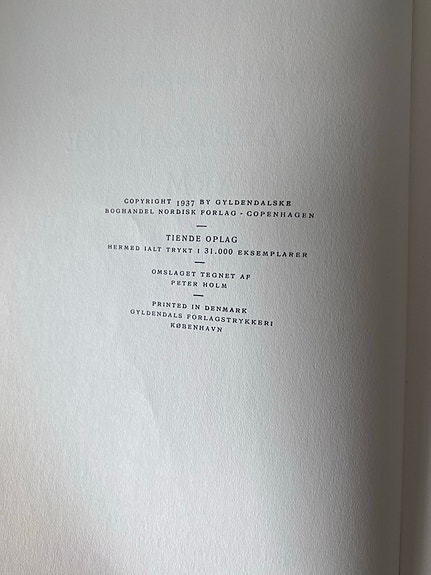 COPYRIGHT 1937 BY GYLDENDALSKE
BOGHANDEL NORDISK FORLAG - COPENHAGEN
TIENDE OPLAG
HERMED IALT TRYKT I 31.000 EKSEMPLARER
OMSLAGET TEGNET AF
PETER HOLM
PRINTED IN DENMARK
GYLDENDALS FORLAGSTRYKKERI
KØBENHAVN